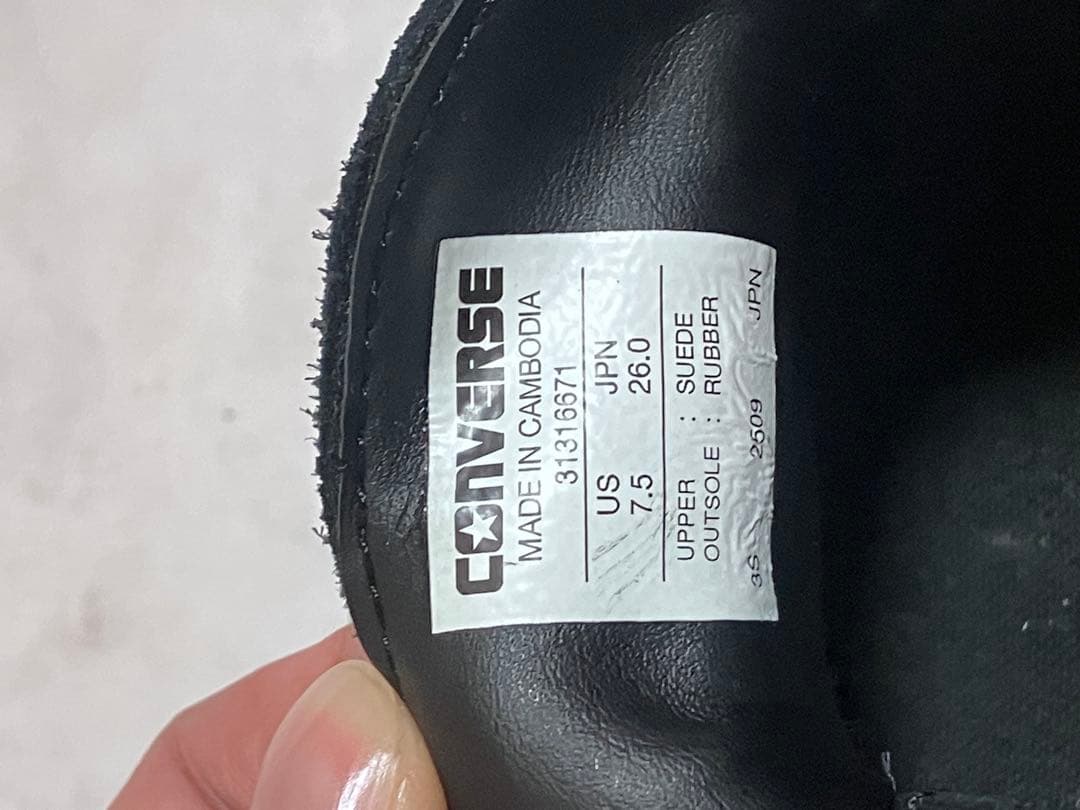 CONVERSE
MADE IN CAMBODIA
31316671
US JPN
7.5 26.0
UPPER : SUEDE
OUTSOLE : RUBBER
3S 2509 JPN